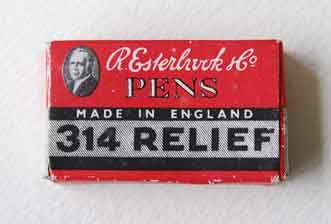 R. Esterbrook & Co
PENS
MADE IN ENGLAND
314 RELIEF